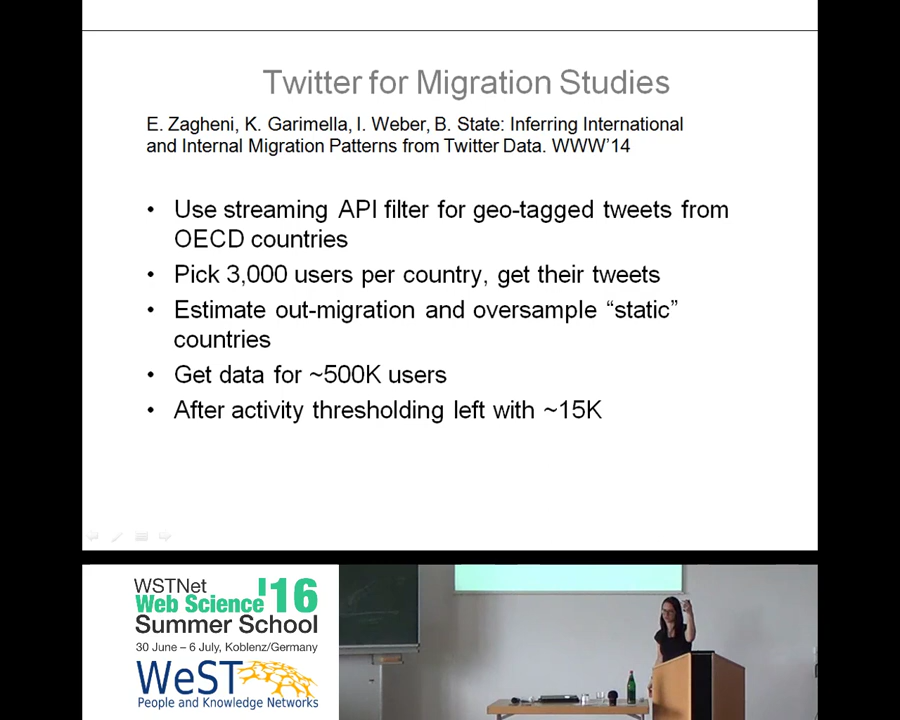 Twitter for Migration Studies
E. Zagheni, K. Garimella, I. Weber, B. State: Inferring International
and Internal Migration Patterns from Twitter Data. WWW'14
• Use streaming API filter for geo-tagged tweets from
OECD countries
• Pick 3,000 users per country, get their tweets
• Estimate out-migration and oversample “static”
countries
• Get data for ~500K users
• After activity thresholding left with ~15K
WSTNet
Web Science '16
Summer School
30 June – 6 July, Koblenz/Germany
WeST
People and Knowledge Networks